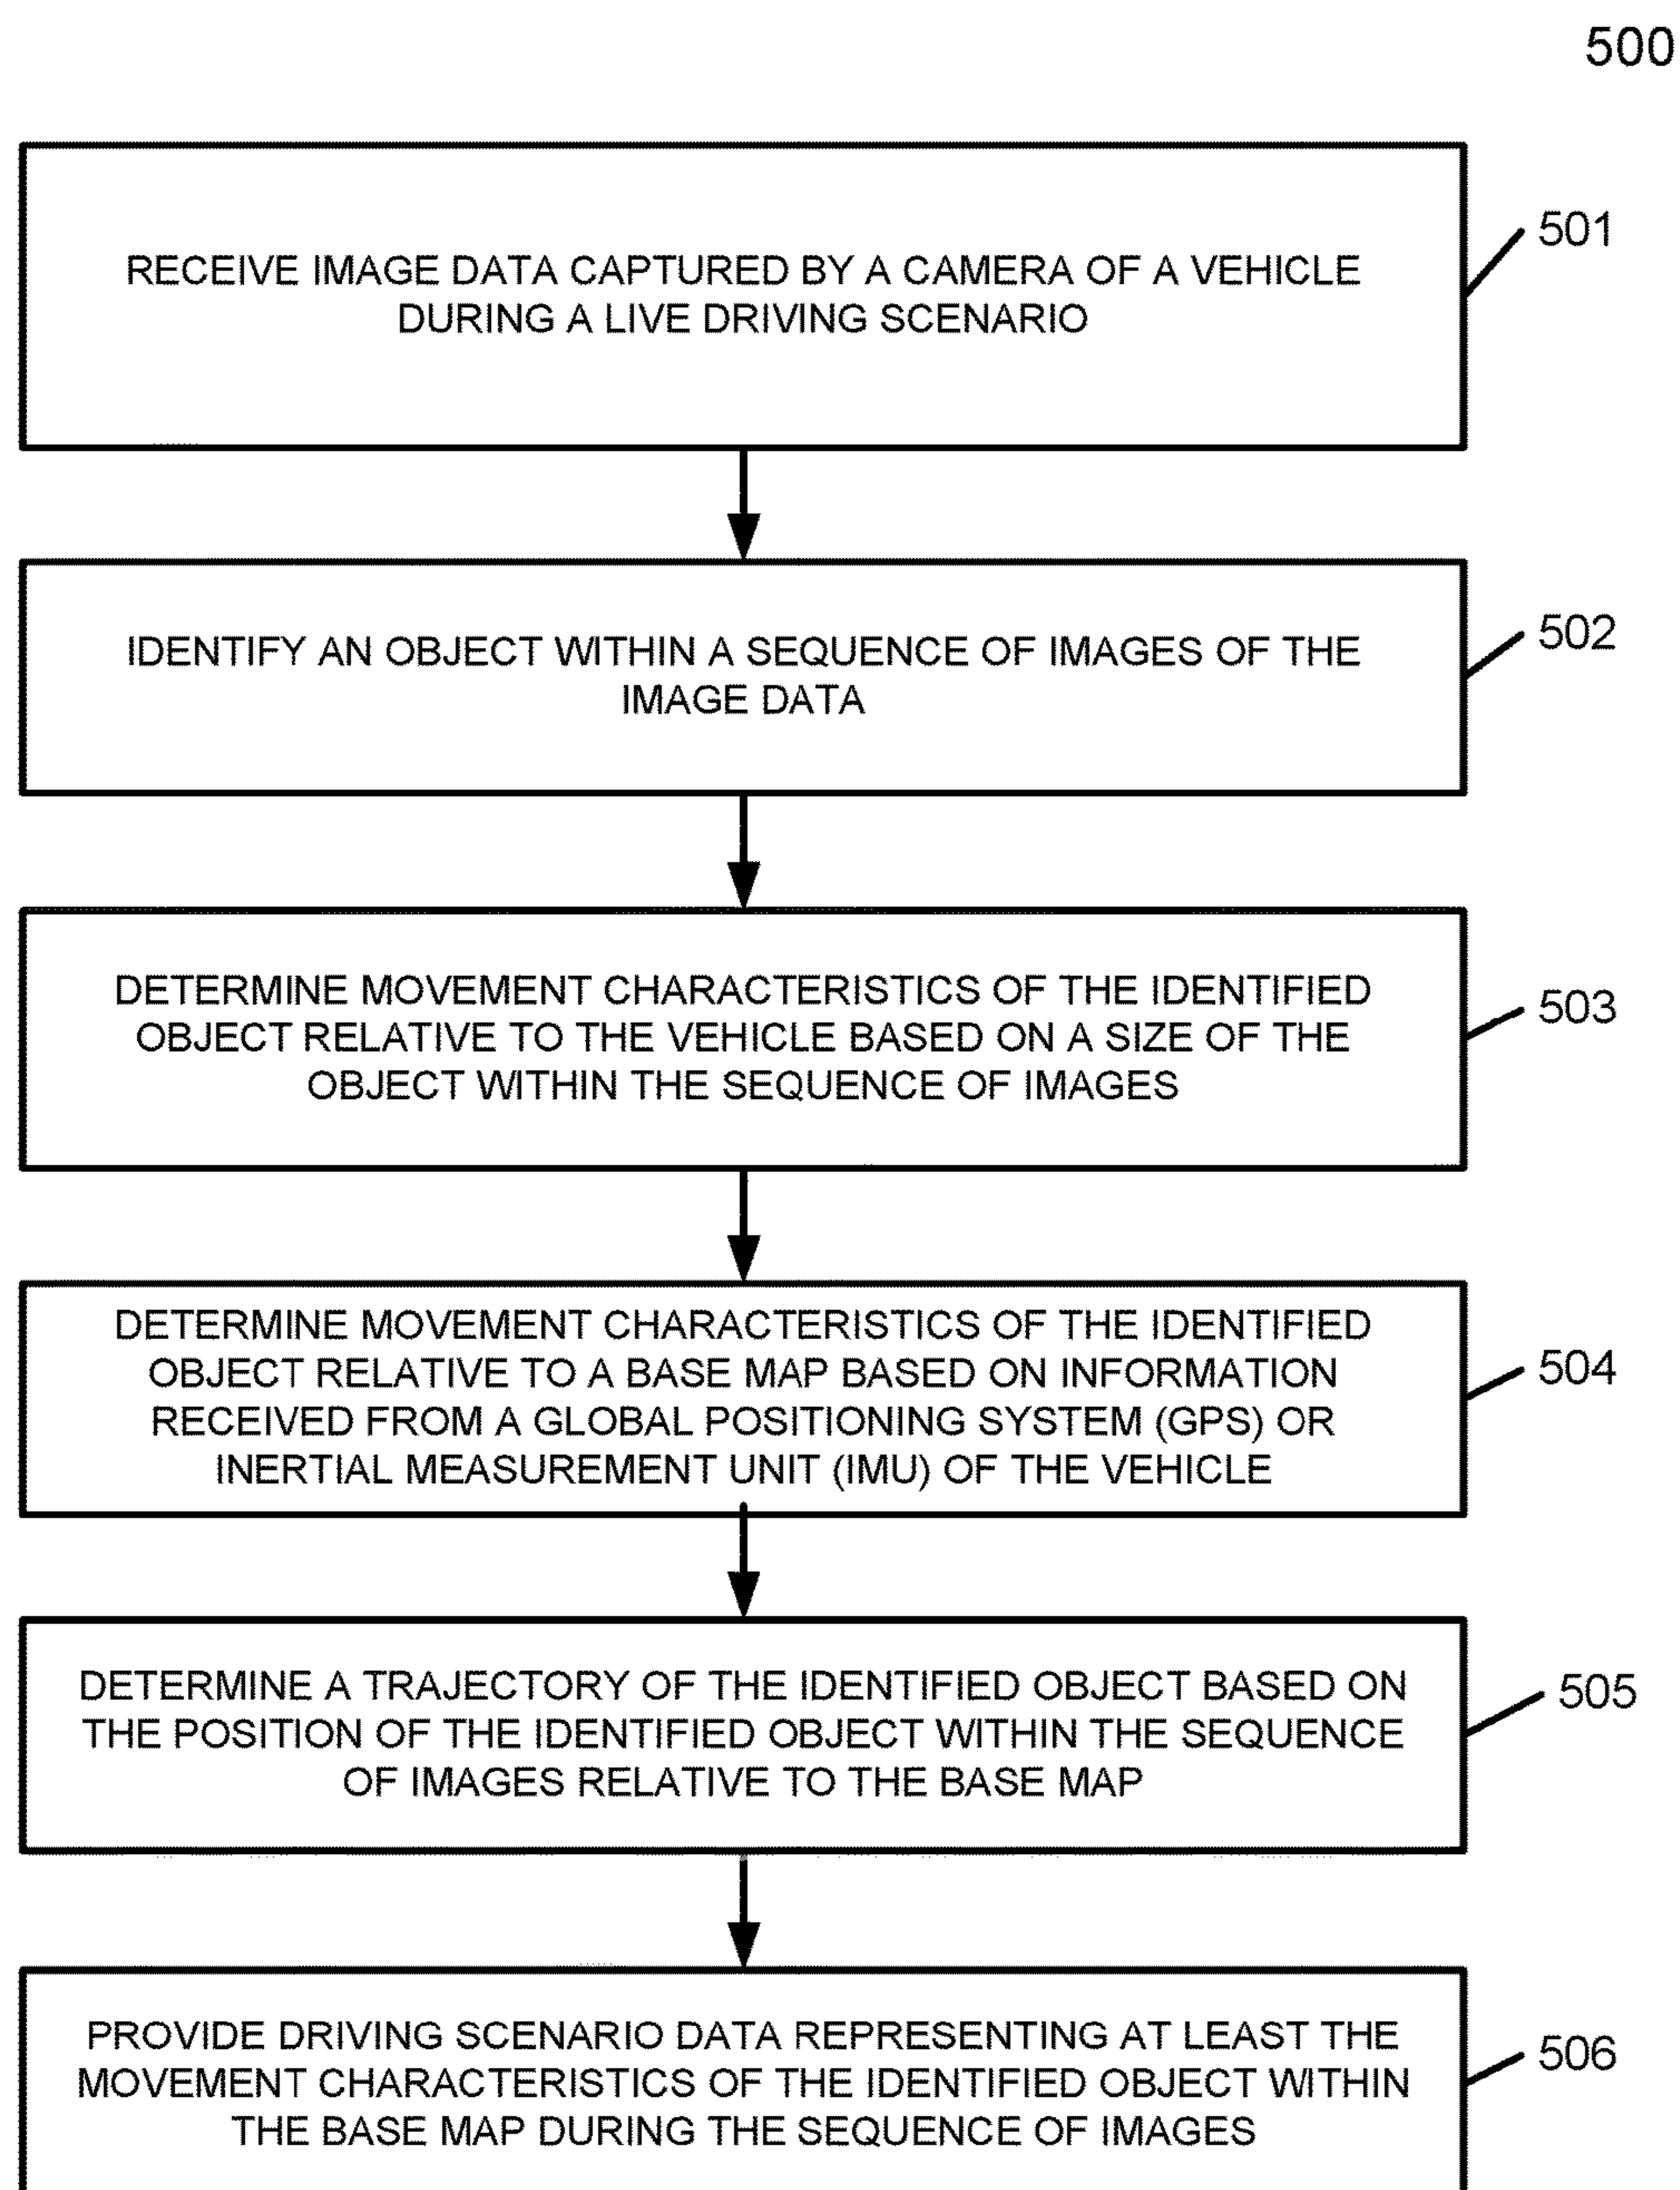 500
RECEIVE IMAGE DATA CAPTURED BY A CAMERA OF A VEHICLE
DURING A LIVE DRIVING SCENARIO
501
IDENTIFY AN OBJECT WITHIN A SEQUENCE OF IMAGES OF THE
IMAGE DATA
502
DETERMINE MOVEMENT CHARACTERISTICS OF THE IDENTIFIED
OBJECT RELATIVE TO THE VEHICLE BASED ON A SIZE OF THE
OBJECT WITHIN THE SEQUENCE OF IMAGES
503
DETERMINE MOVEMENT CHARACTERISTICS OF THE IDENTIFIED
OBJECT RELATIVE TO A BASE MAP BASED ON INFORMATION
RECEIVED FROM A GLOBAL POSITIONING SYSTEM (GPS) OR
INERTIAL MEASUREMENT UNIT (IMU) OF THE VEHICLE
504
DETERMINE A TRAJECTORY OF THE IDENTIFIED OBJECT BASED ON
THE POSITION OF THE IDENTIFIED OBJECT WITHIN THE SEQUENCE
OF IMAGES RELATIVE TO THE BASE MAP
505
PROVIDE DRIVING SCENARIO DATA REPRESENTING AT LEAST THE
MOVEMENT CHARACTERISTICS OF THE IDENTIFIED OBJECT WITHIN
THE BASE MAP DURING THE SEQUENCE OF IMAGES
506